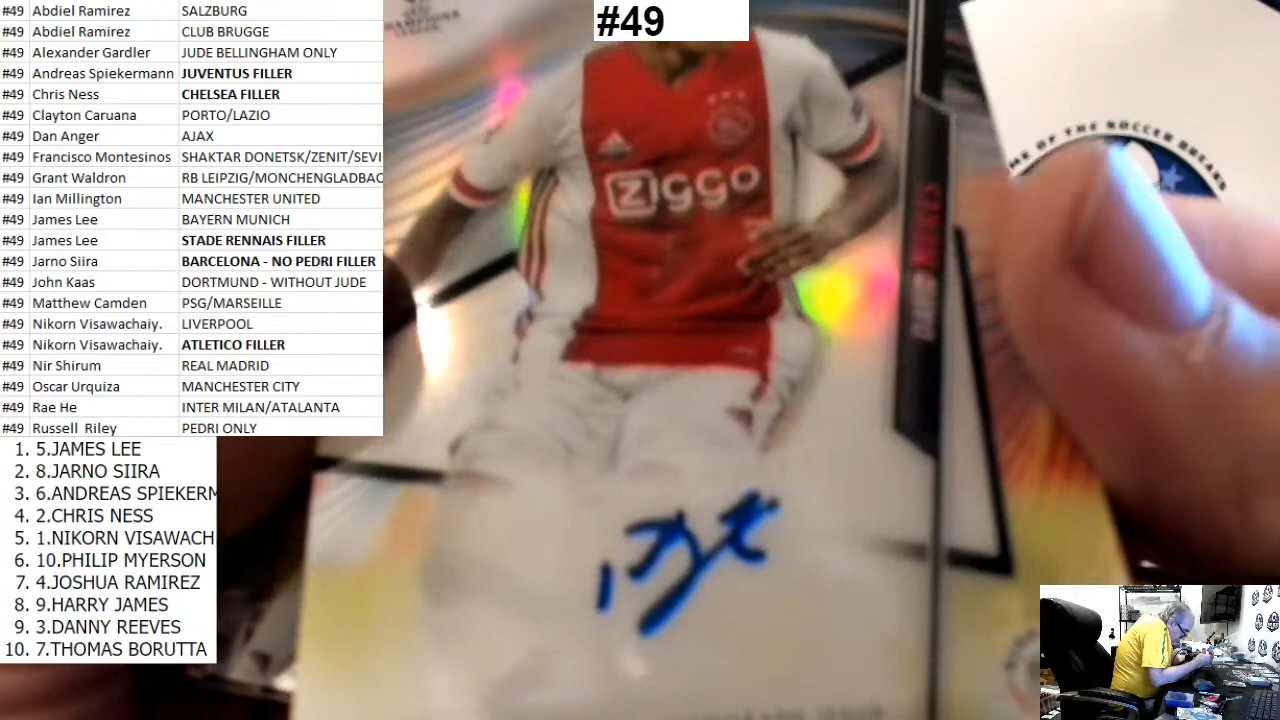 #49
#49 Abdiel Ramirez SALZBURG
#49 Abdiel Ramirez CLUB BRUGGE
#49 Alexander Gardler JUDE BELLINGHAM ONLY
#49 Andreas Spiekermann JUVENTUS FILLER
#49 Chris Ness CHELSEA FILLER
#49 Clayton Caruana PORTO/LAZIO
#49 Dan Anger AJAX
#49 Francisco Montesinos SHAKTAR DONETSK/ZENIT/SEVI
#49 Grant Waldron RB LEIPZIG/MONCHENGLADBAC
#49 Ian Millington MANCHESTER UNITED
#49 James Lee BAYERN MUNICH
#49 James Lee STADE RENNAIS FILLER
#49 Jarno Siira BARCELONA - NO PEDRI FILLER
#49 John Kaas DORTMUND - WITHOUT JUDE
#49 Matthew Camden PSG/MARSEILLE
#49 Nikorn Visawachaiy. LIVERPOOL
#49 Nikorn Visawachaiy. ATLETICO FILLER
#49 Nir Shirum REAL MADRID
#49 Oscar Urquiza MANCHESTER CITY
#49 Rae He INTER MILAN/ATALANTA
#49 Russell Riley PEDRI ONLY
1. 5.JAMES LEE
2. 8.JARNO SIIRA
3. 6.ANDREAS SPIEKERM
4. 2.CHRIS NESS
5. 1.NIKORN VISAWACH
6. 10.PHILIP MYERSON
7. 4.JOSHUA RAMIREZ
8. 9.HARRY JAMES
9. 3.DANNY REEVES
10. 7.THOMAS BORUTTA
Ziggo
DAVID NERES
ME OF THE SOCCER BREAKS